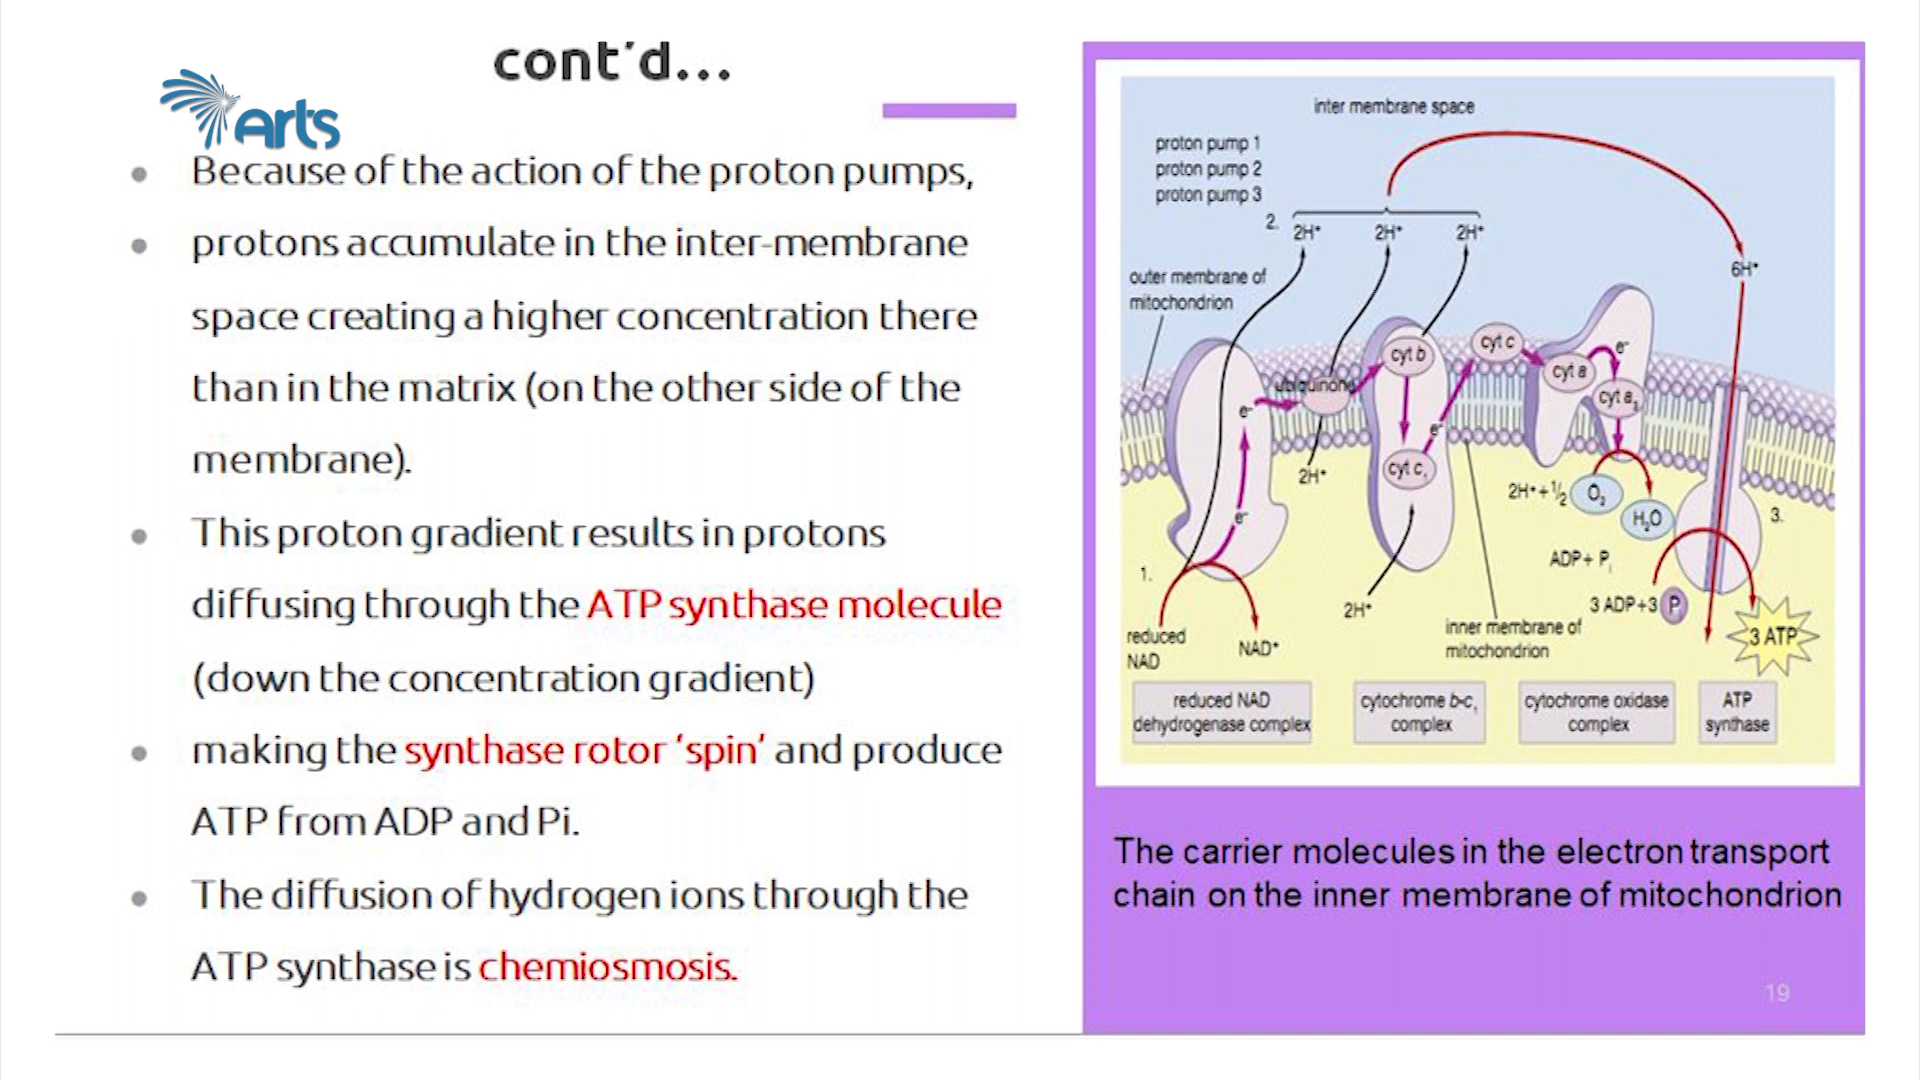 cont'd...
arts
Because of the action of the proton pumps,
protons accumulate in the inter-membrane
space creating a higher concentration there
than in the matrix (on the other side of the
membrane).
This proton gradient results in protons
diffusing through the ATP synthase molecule
(down the concentration gradient)
making the synthase rotor ‘spin’ and produce
ATP from ADP and Pi.
The diffusion of hydrogen ions through the
ATP synthase is chemiosmosis.
inter membrane space
proton pump 1
proton pump 2
proton pump 3
2.
2H⁺ 2H⁺ 2H⁺
6H⁺
outer membrane of
mitochondrion
ubiquinone
cyt b
cyt c
cyt a
e⁻
cyt a₃
e⁻
e⁻
cyt c₁
2H⁺
2H⁺+½ O₂
H₂O
3.
e⁻
1.
ADP+ Pᵢ
2H⁺
3 ADP+3 P
3 ATP
reduced
NAD
NAD⁺
inner membrane of
mitochondrion
reduced NAD
dehydrogenase complex
cytochrome b-c₁
complex
cytochrome oxidase
complex
ATP
synthase
The carrier molecules in the electron transport
chain on the inner membrane of mitochondrion
19